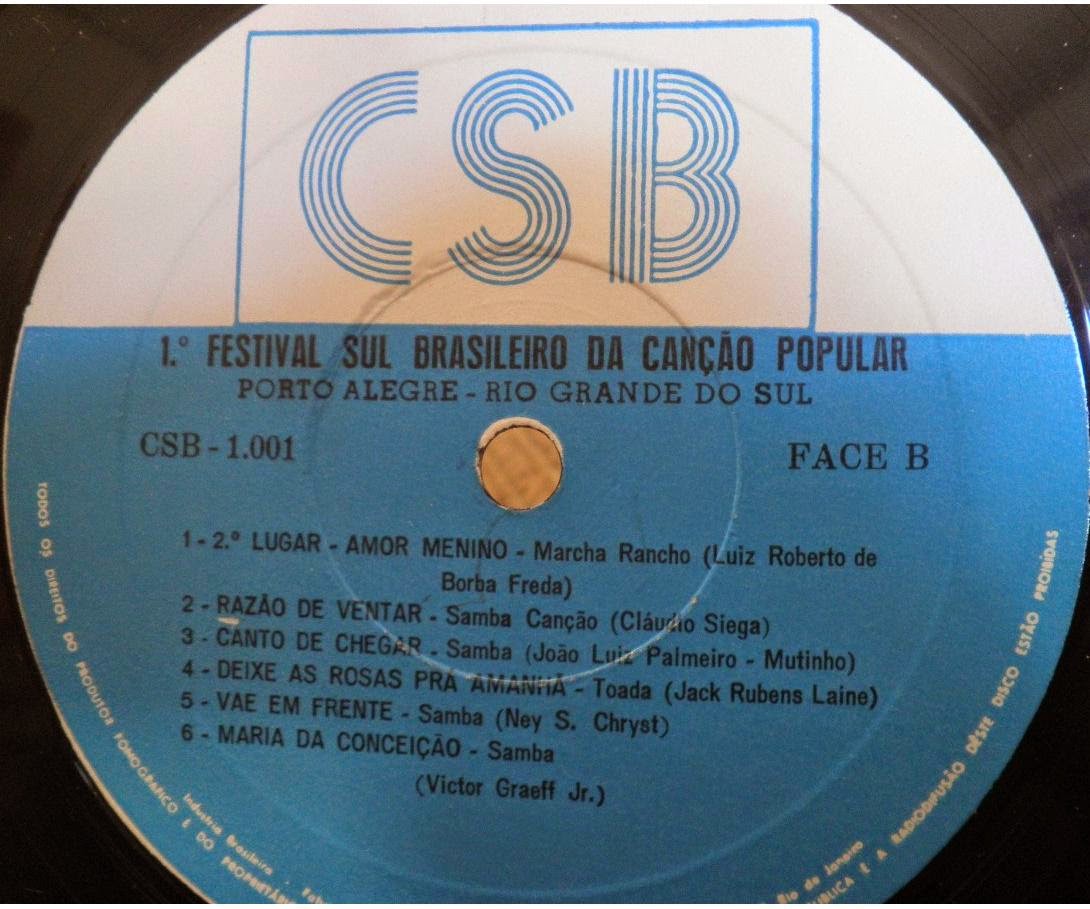 CSB
1.º FESTIVAL SUL BRASILEIRO DA CANÇÃO POPULAR
PORTO ALEGRE - RIO GRANDE DO SUL
CSB - 1.001
FACE B
1 - 2.º LUGAR - AMOR MENINO - Marcha Rancho (Luiz Roberto de
Borba Freda)
2 - RAZÃO DE VENTAR - Samba Canção (Cláudio Siega)
3 - CANTO DE CHEGAR - Samba (João Luiz Palmeiro - Mutinho)
4 - DEIXE AS ROSAS PRA AMANHÃ - Toada (Jack Rubens Laine)
5 - VAE EM FRENTE - Samba (Ney S. Chryst)
6 - MARIA DA CONCEIÇÃO - Samba
(Victor Graeff Jr.)
TODOS OS DIREITOS DO PRODUTOR FONOGRÁFICO E DO PROPRIETÁRIO
A RADIODIFUSÃO DÊSTE DISCO ESTÃO PROIBIDAS
Industria Brasileira
Rio de Janeiro